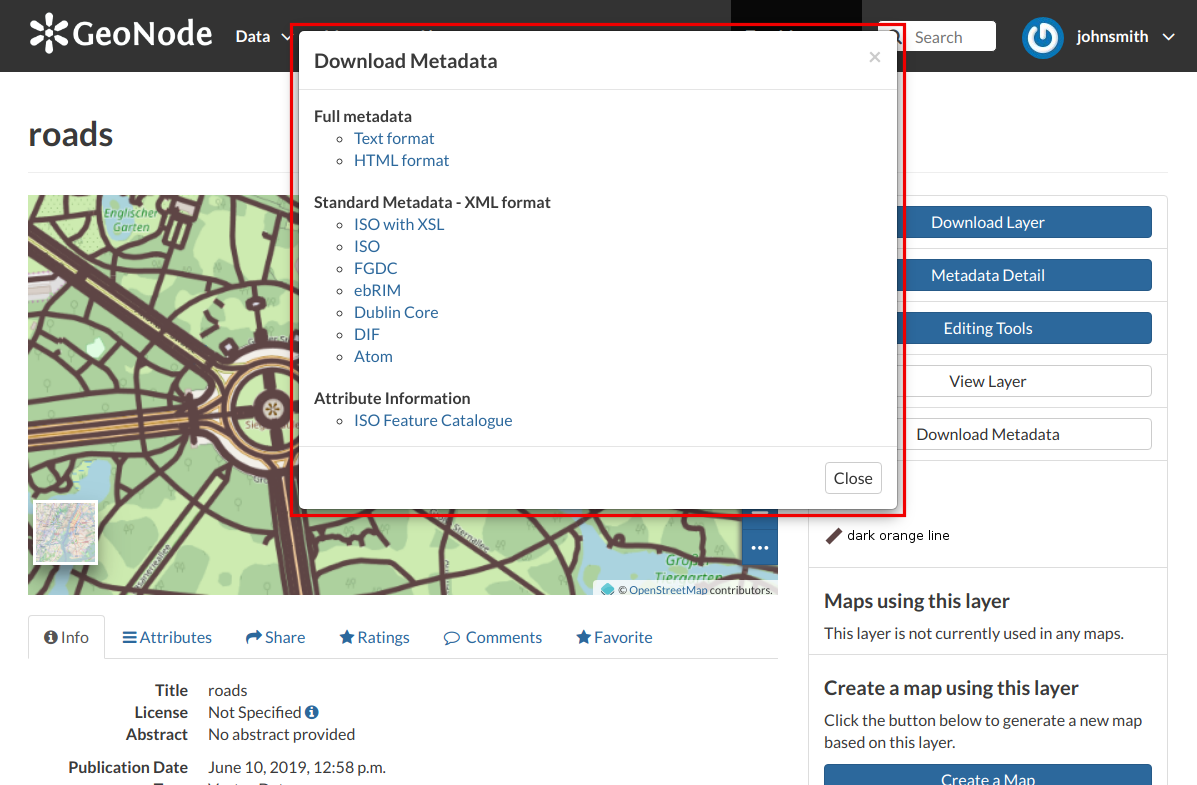 GeoNode
Data
Search
johnsmith
Download Metadata
×
Full metadata
Text format
HTML format
Standard Metadata - XML format
ISO with XSL
ISO
FGDC
ebRIM
Dublin Core
DIF
Atom
Attribute Information
ISO Feature Catalogue
Close
roads
Englischer
Garten
Großer
Tiergarten
© OpenStreetMap contributors.
Download Layer
Metadata Detail
Editing Tools
View Layer
Download Metadata
dark orange line
Maps using this layer
This layer is not currently used in any maps.
Create a map using this layer
Click the button below to generate a new map
based on this layer.
Create a Map
Info
Attributes
Share
Ratings
Comments
Favorite
Title roads
License Not Specified
Abstract No abstract provided
Publication Date June 10, 2019, 12:58 p.m.